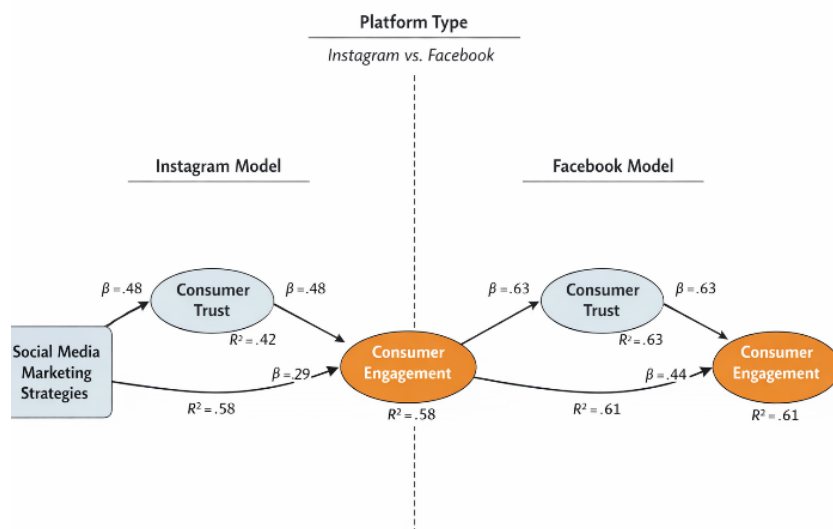 Platform Type
Instagram vs. Facebook
Instagram Model
Facebook Model
β = .48
Consumer
Trust
β = .48
R² = .42
Social Media
Marketing
Strategies
β = .29
R² = .58
Consumer
Engagement
R² = .58
β = .63
Consumer
Trust
β = .63
R² = .63
β = .44
R² = .61
Consumer
Engagement
R² = .61